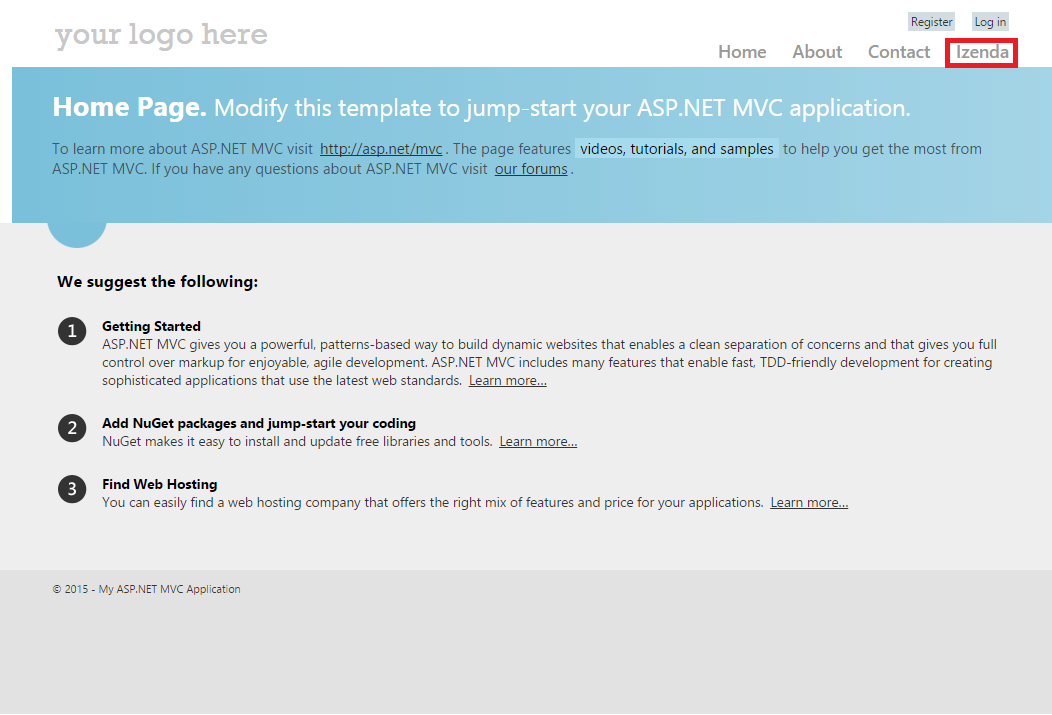 your logo here
Register Log in
Home About Contact Izenda
Home Page. Modify this template to jump-start your ASP.NET MVC application.
To learn more about ASP.NET MVC visit http://asp.net/mvc. The page features videos, tutorials, and samples to help you get the most from
ASP.NET MVC. If you have any questions about ASP.NET MVC visit our forums.
We suggest the following:
1 Getting Started
ASP.NET MVC gives you a powerful, patterns-based way to build dynamic websites that enables a clean separation of concerns and that gives you full
control over markup for enjoyable, agile development. ASP.NET MVC includes many features that enable fast, TDD-friendly development for creating
sophisticated applications that use the latest web standards. Learn more...
2 Add NuGet packages and jump-start your coding
NuGet makes it easy to install and update free libraries and tools. Learn more...
3 Find Web Hosting
You can easily find a web hosting company that offers the right mix of features and price for your applications. Learn more...
© 2015 - My ASP.NET MVC Application